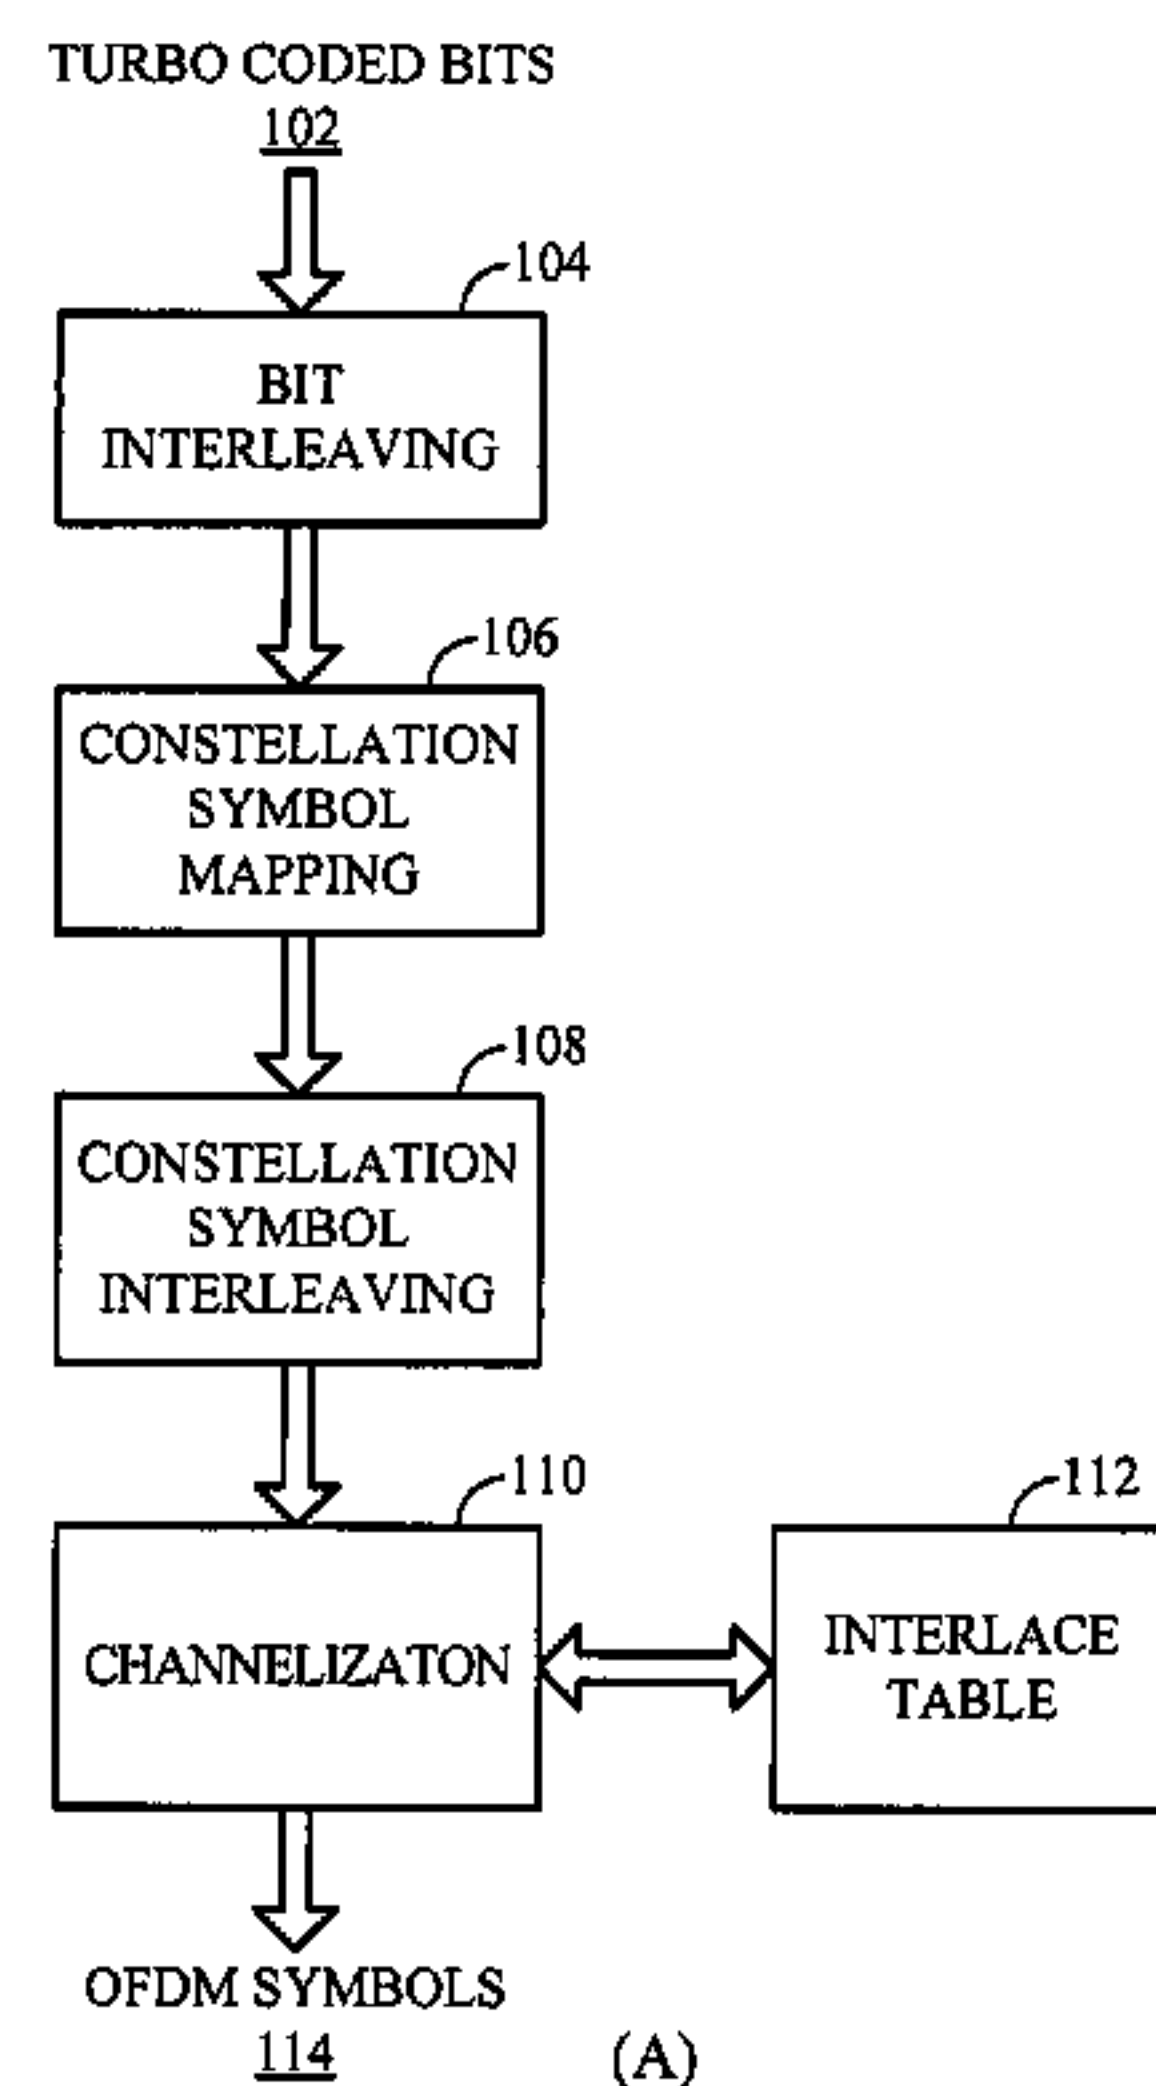 TURBO CODED BITS
102
104
BIT
INTERLEAVING
106
CONSTELLATION
SYMBOL
MAPPING
108
CONSTELLATION
SYMBOL
INTERLEAVING
110
CHANNELIZATON
112
INTERLACE
TABLE
OFDM SYMBOLS
114
(A)